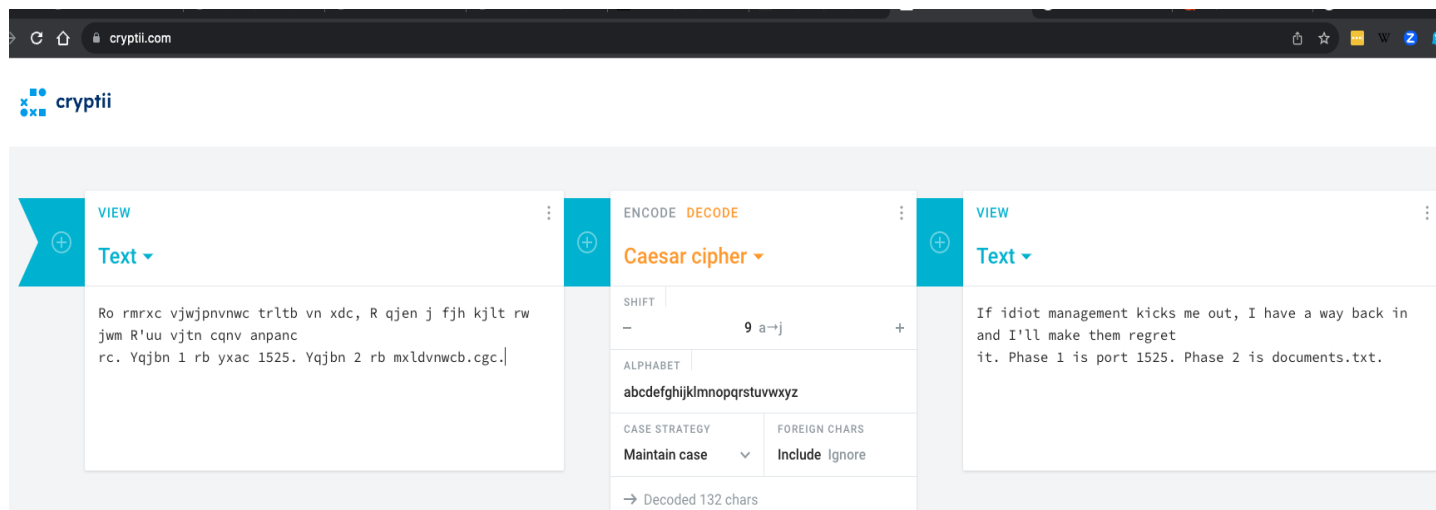 cryptii.com
cryptii
VIEW
Text
Ro rmrxc vjwjpnvnwc trltb vn xdc, R qjen j fjh kjlt rw
jwm R'uu vjtn cqnv anpanc
rc. Yqjbn 1 rb yxac 1525. Yqjbn 2 rb mxldvnwcb.cgc.
ENCODE DECODE
Caesar cipher
SHIFT
− 9 a→j +
ALPHABET
abcdefghijklmnopqrstuvwxyz
CASE STRATEGY
Maintain case
FOREIGN CHARS
Include Ignore
→ Decoded 132 chars
VIEW
Text
If idiot management kicks me out, I have a way back in
and I'll make them regret
it. Phase 1 is port 1525. Phase 2 is documents.txt.